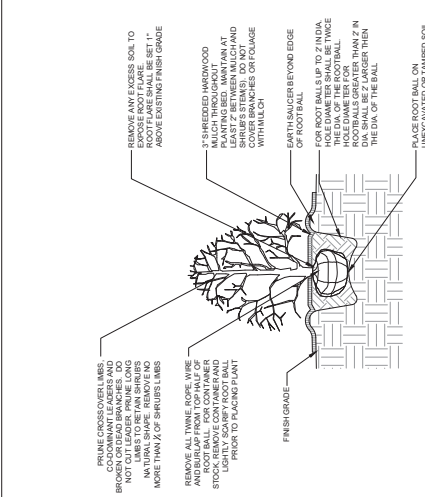 PRUNE CROSSOVER LIMBS,
CO-DOMINANT LEADERS AND
BROKEN OR DEAD BRANCHES. DO
NOT CUT LEADER. PRUNE LONG
LIMBS TO RETAIN SHRUB'S
NATURAL SHAPE. REMOVE NO
MORE THAN OF SHRUB'S LIMBS
REMOVE ALL TWINE, ROPE, WIRE
AND BURLAP FROM TOP HALF OF
ROOT BALL. FOR CONTAINER
STOCK, REMOVE CONTAINER AND
LIGHTLY SCARIFY ROOT BALL
PRIOR TO PLACING PLANT
FINISH GRADE
REMOVE ANY EXCESS SOIL TO
EXPOSE ROOT FLARE.
ROOT FLARE SHALL BE SET 1"
ABOVE EXISTING FINISH GRADE
3" SHREDDED HARDWOOD
MULCH THROUGHOUT
PLANTING BED. MAINTAIN AT
LEAST 2" BETWEEN MULCH AND
SHRUB'S STEM(S). DO NOT
COVER BRANCHES OR FOLIAGE
WITH MULCH
EARTH SAUCER BEYOND EDGE
OF ROOT BALL
FOR ROOT BALLS UP TO 2' IN DIA.
HOLE DIAMETER SHALL BE TWICE
THE DIA. OF THE ROOTBALL.
HOLE DIAMETER FOR
ROOTBALLS GREATER THAN 2' IN
DIA. SHALL BE 2' LARGER THEN
THE DIA. OF THE BALL
PLACE ROOT BALL ON
UNEXCAVATED OR TAMPED SOIL